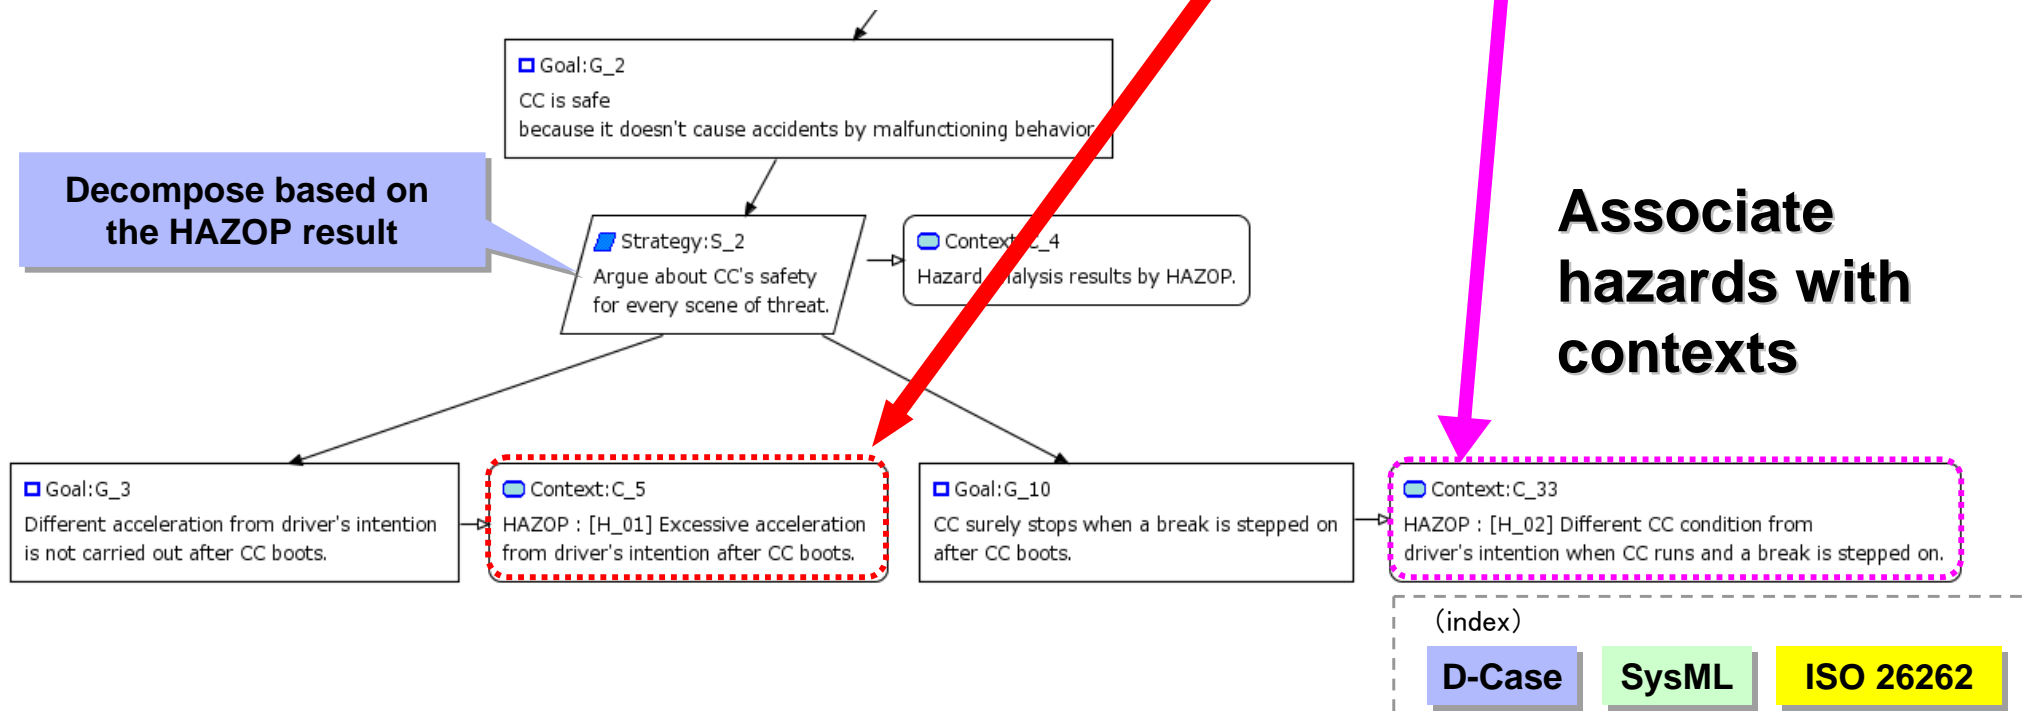 Goal:G_2
CC is safe
because it doesn't cause accidents by malfunctioning behavior
Decompose based on
the HAZOP result
Strategy:S_2
Argue about CC's safety
for every scene of threat.
Context:C_4
Hazard analysis results by HAZOP.
Associate
hazards with
contexts
Goal:G_3
Different acceleration from driver's intention
is not carried out after CC boots.
Context:C_5
HAZOP : [H_01] Excessive acceleration
from driver's intention after CC boots.
Goal:G_10
CC surely stops when a break is stepped on
after CC boots.
Context:C_33
HAZOP : [H_02] Different CC condition from
driver's intention when CC runs and a break is stepped on.
(index)
D-Case
SysML
ISO 26262